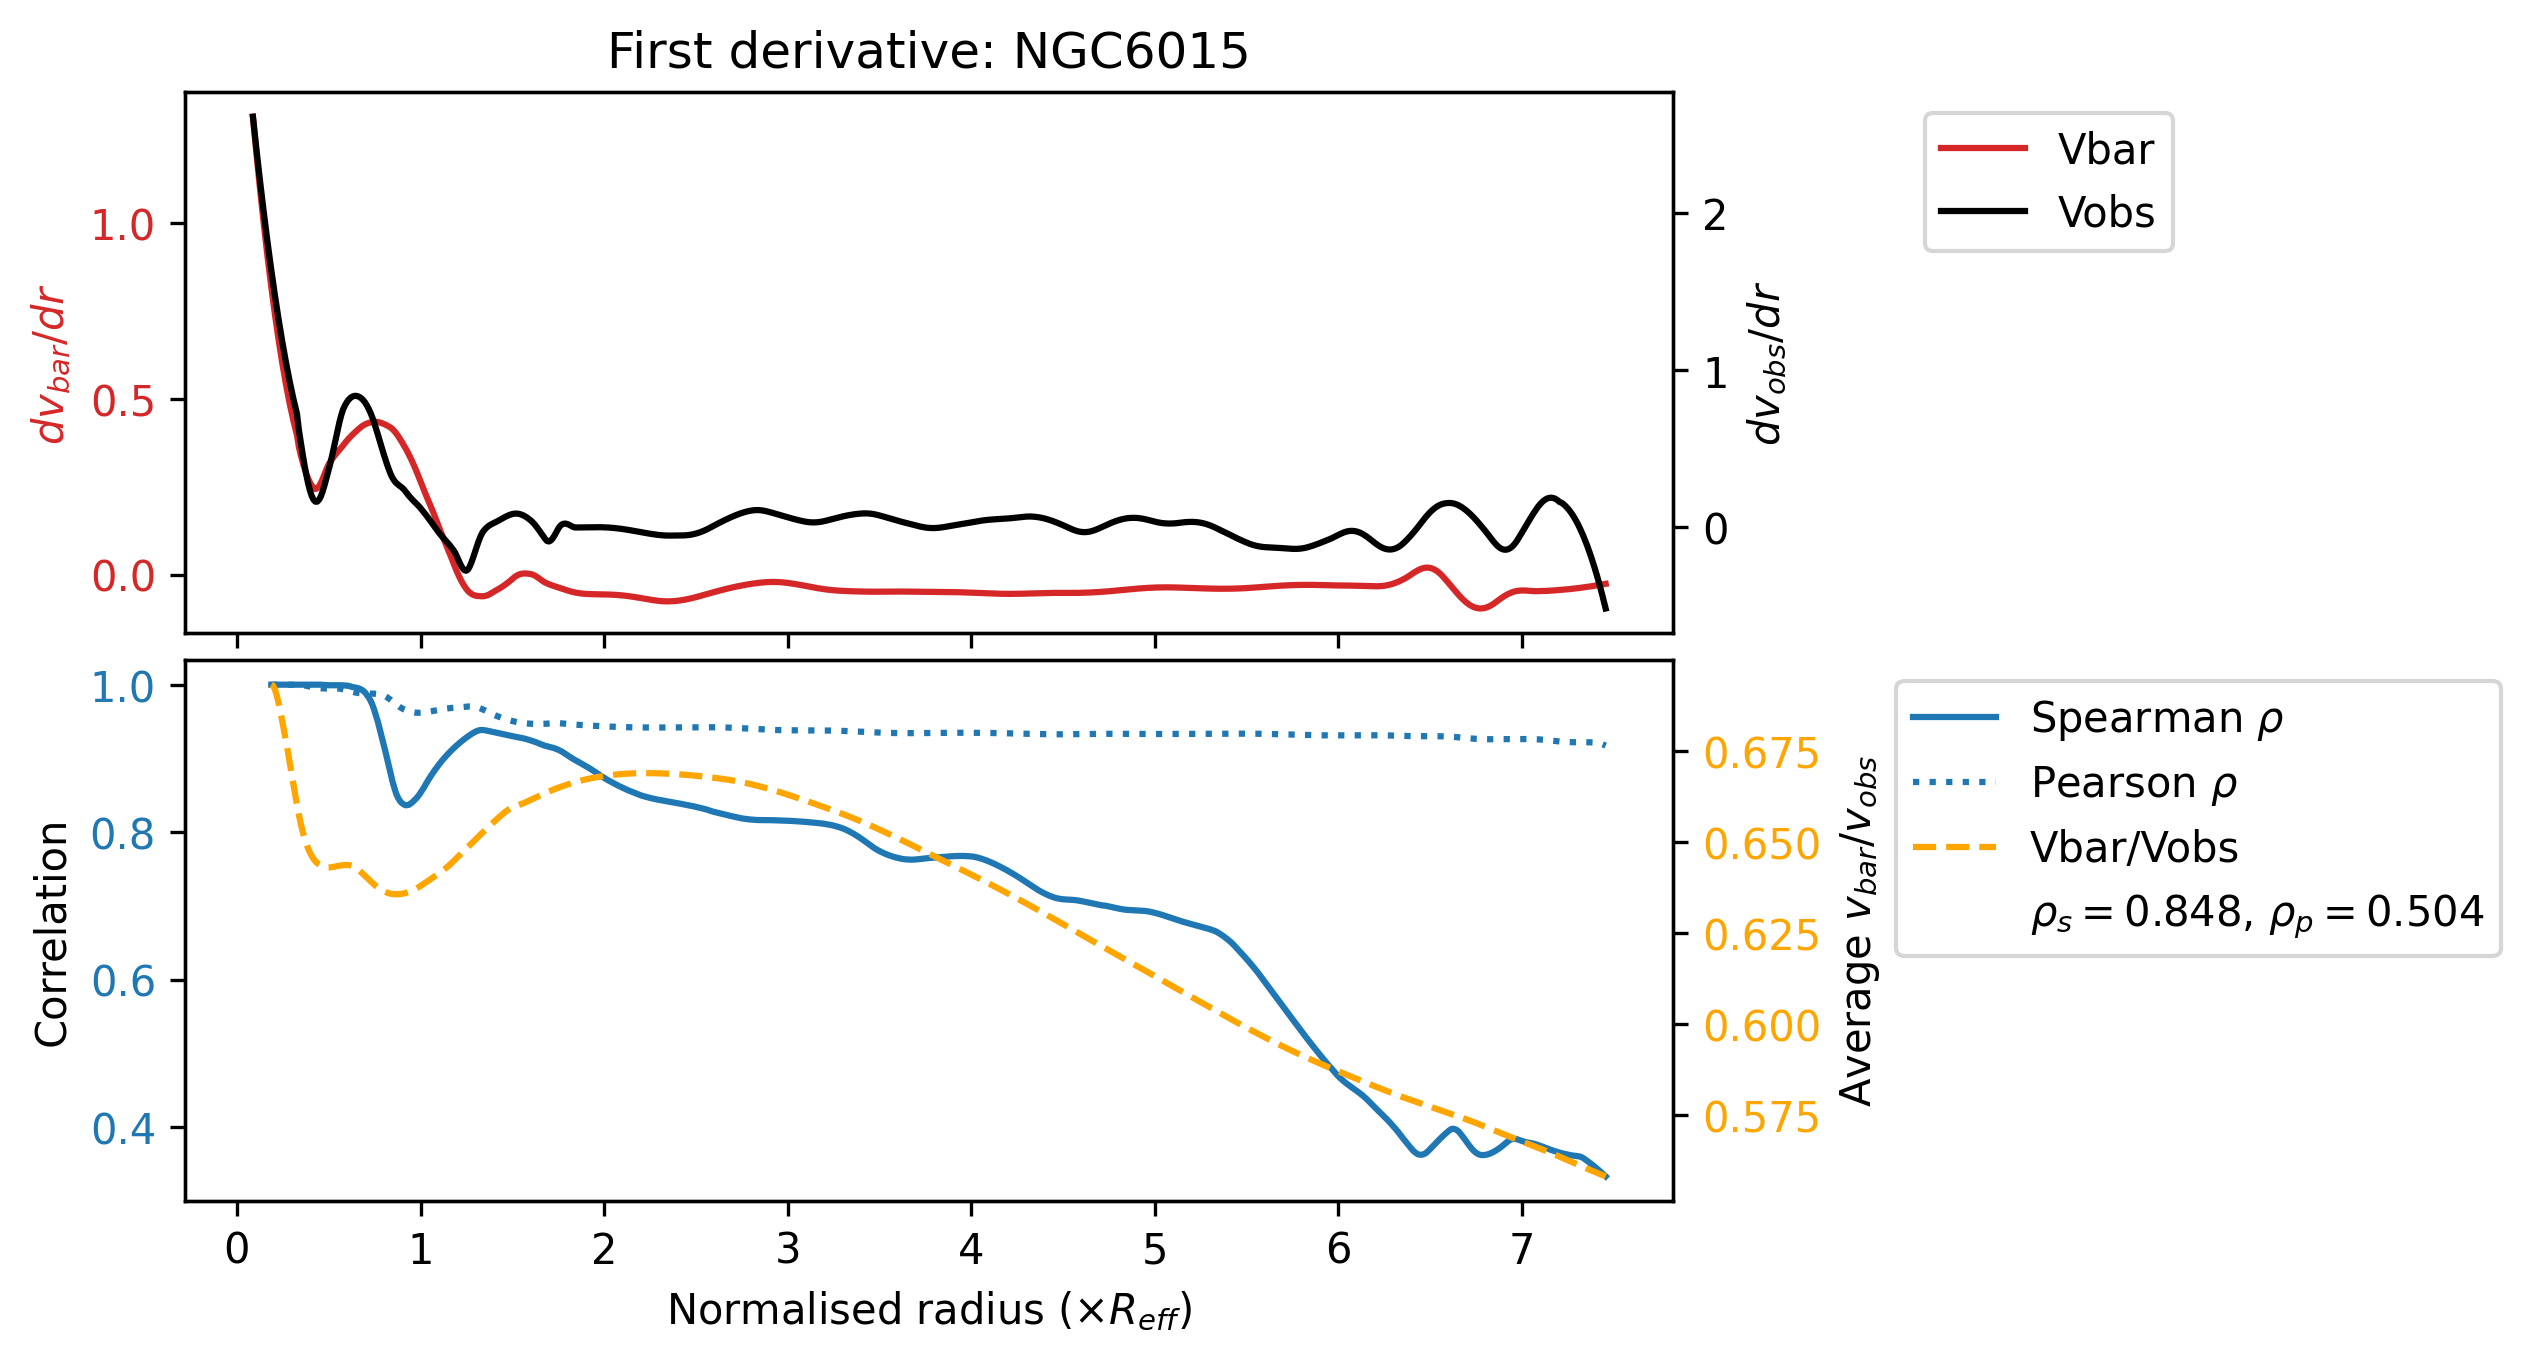 First derivative: NGC6015
dv_bar/dr
1.0
0.5
0.0
2
1
0
dv_obs/dr
Vbar
Vobs
Correlation
1.0
0.8
0.6
0.4
0.675
0.650
0.625
0.600
0.575
Average v_bar/v_obs
Spearman ρ
Pearson ρ
Vbar/Vobs
ρ_s = 0.848, ρ_p = 0.504
0 1 2 3 4 5 6 7
Normalised radius (×R_eff)